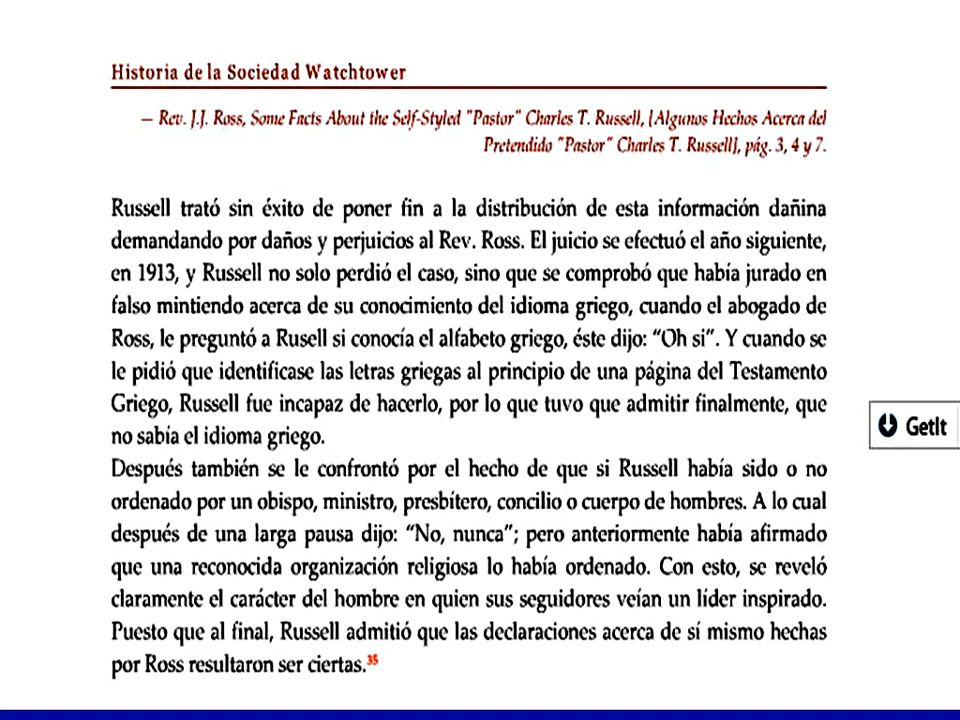 Historia de la Sociedad Watchtower
— Rev. J.J. Ross, Some Facts About the Self-Styled "Pastor" Charles T. Russell, [Algunos Hechos Acerca del
Pretendido "Pastor" Charles T. Russell], pág. 3, 4 y 7.
Russell trató sin éxito de poner fin a la distribución de esta información dañina
demandando por daños y perjuicios al Rev. Ross. El juicio se efectuó el año siguiente,
en 1913, y Russell no solo perdió el caso, sino que se comprobó que había jurado en
falso mintiendo acerca de su conocimiento del idioma griego, cuando el abogado de
Ross, le preguntó a Rusell si conocía el alfabeto griego, éste dijo: “Oh si”. Y cuando se
le pidió que identificase las letras griegas al principio de una página del Testamento
Griego, Russell fue incapaz de hacerlo, por lo que tuvo que admitir finalmente, que
no sabía el idioma griego.
GetIt
Después también se le confrontó por el hecho de que si Russell había sido o no
ordenado por un obispo, ministro, presbítero, concilio o cuerpo de hombres. A lo cual
después de una larga pausa dijo: “No, nunca”; pero anteriormente había afirmado
que una reconocida organización religiosa lo había ordenado. Con esto, se reveló
claramente el carácter del hombre en quien sus seguidores veían un líder inspirado.
Puesto que al final, Russell admitió que las declaraciones acerca de sí mismo hechas
por Ross resultaron ser ciertas.35